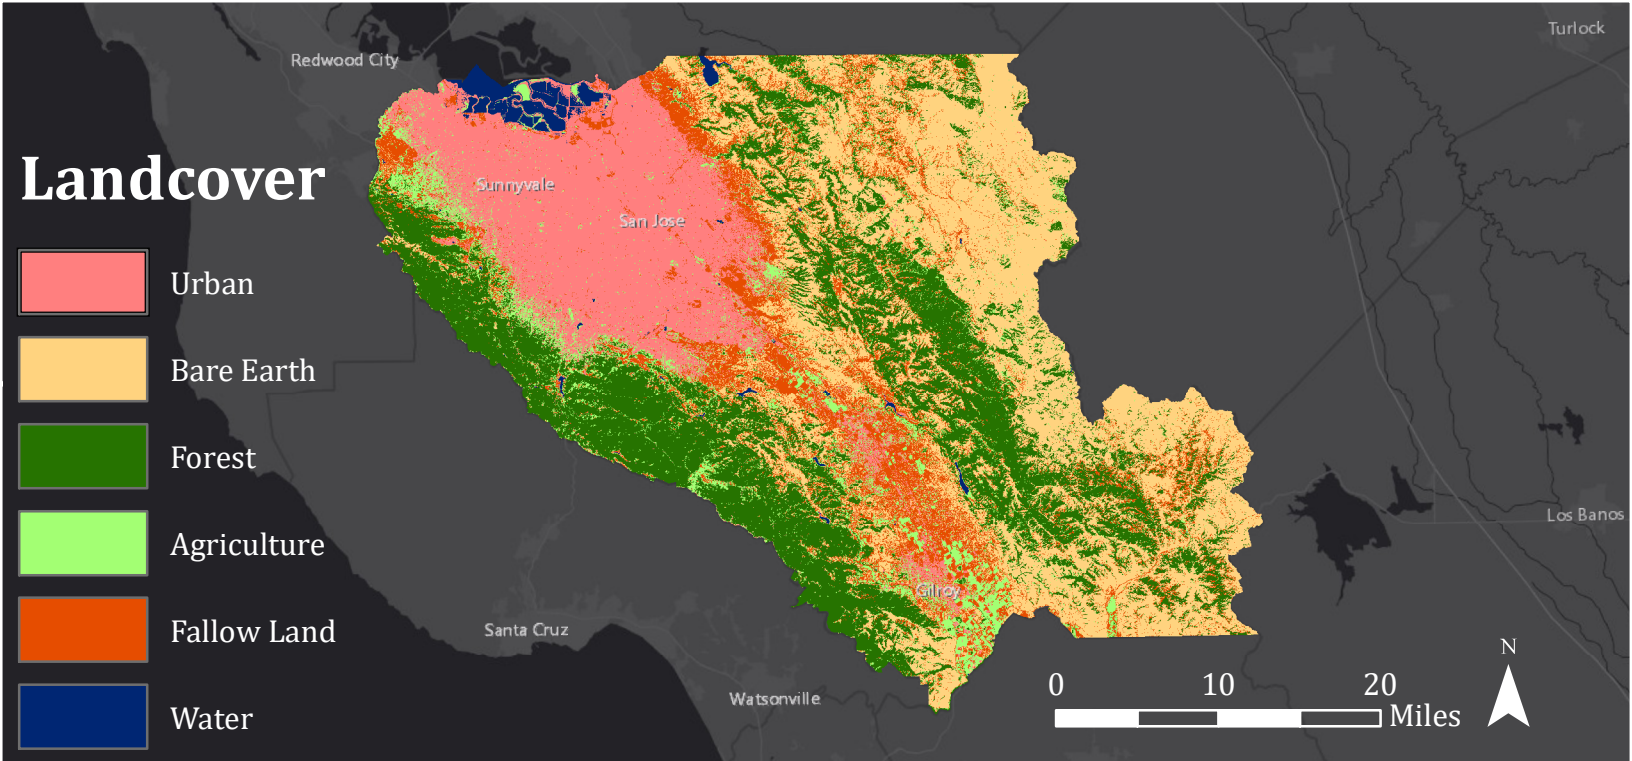 Turlock
Redwood City
Landcover
Sunnyvale
San Jose
Urban
Bare Earth
Forest
Los Banos
Agriculture
Gilroy
Fallow Land
Santa Cruz
N
0 10 20
Watsonville
Miles
Water